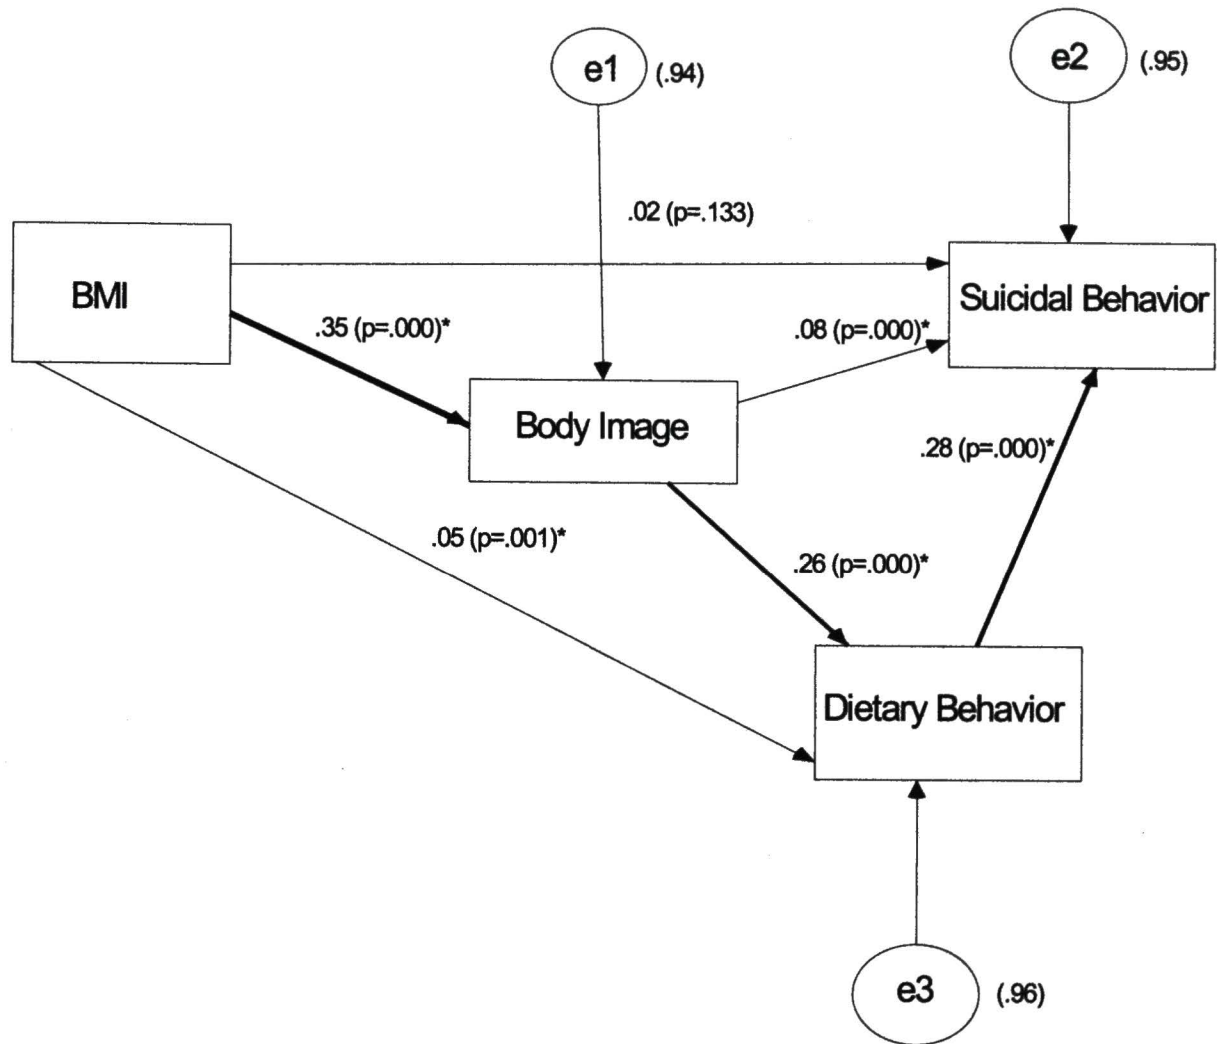 e1 (.94)
e2 (.95)
.02 (p=.133)
BMI
Suicidal Behavior
.35 (p=.000)*
.08 (p=.000)*
Body Image
.28 (p=.000)*
.05 (p=.001)*
.26 (p=.000)*
Dietary Behavior
e3 (.96)